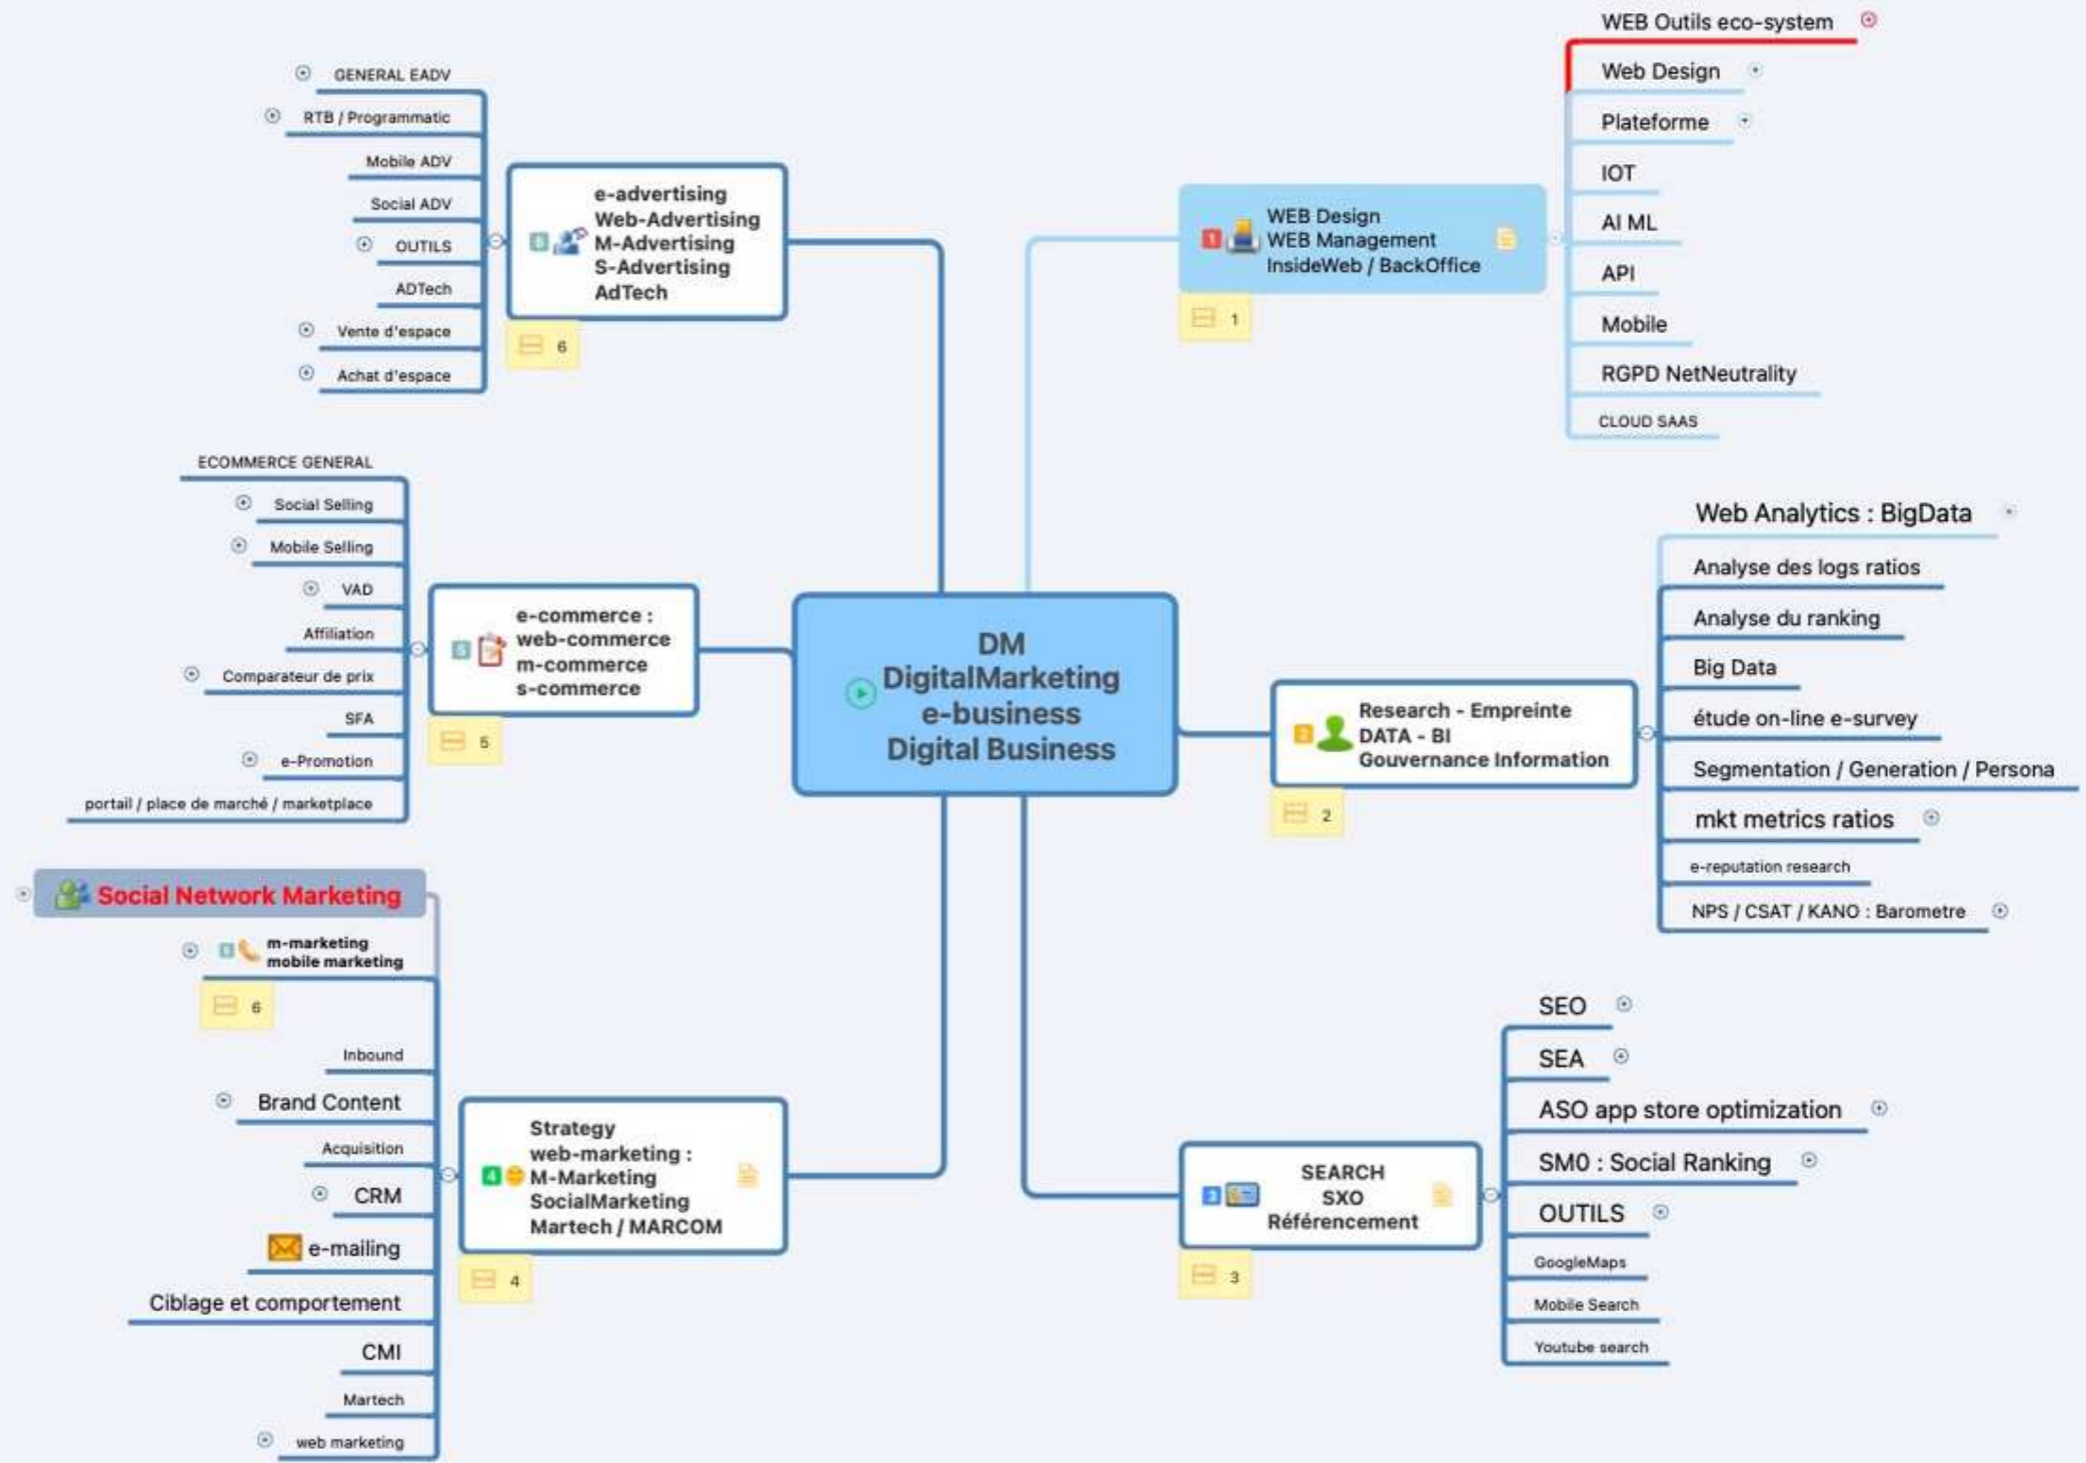 DM
DigitalMarketing
e-business
Digital Business
1
WEB Design
WEB Management
InsideWeb / BackOffice
1
WEB Outils eco-system
Web Design
Plateforme
IOT
AI ML
API
Mobile
RGPD NetNeutrality
CLOUD SAAS
2
Research - Empreinte
DATA - BI
Gouvernance Information
2
Web Analytics : BigData
Analyse des logs ratios
Analyse du ranking
Big Data
étude on-line e-survey
Segmentation / Generation / Persona
mkt metrics ratios
e-reputation research
NPS / CSAT / KANO : Barometre
3
SEARCH
SXO
Référencement
3
SEO
SEA
ASO app store optimization
SM0 : Social Ranking
OUTILS
GoogleMaps
Mobile Search
Youtube search
4
Strategy
web-marketing :
M-Marketing
SocialMarketing
Martech / MARCOM
4
Social Network Marketing
m-marketing
mobile marketing
6
Inbound
Brand Content
Acquisition
CRM
e-mailing
Ciblage et comportement
CMI
Martech
web marketing
5
e-commerce :
web-commerce
m-commerce
s-commerce
5
ECOMMERCE GENERAL
Social Selling
Mobile Selling
VAD
Affiliation
Comparateur de prix
SFA
e-Promotion
portail / place de marché / marketplace
e-advertising
Web-Advertising
M-Advertising
S-Advertising
AdTech
6
GENERAL EADV
RTB / Programmatic
Mobile ADV
Social ADV
OUTILS
ADTech
Vente d'espace
Achat d'espace